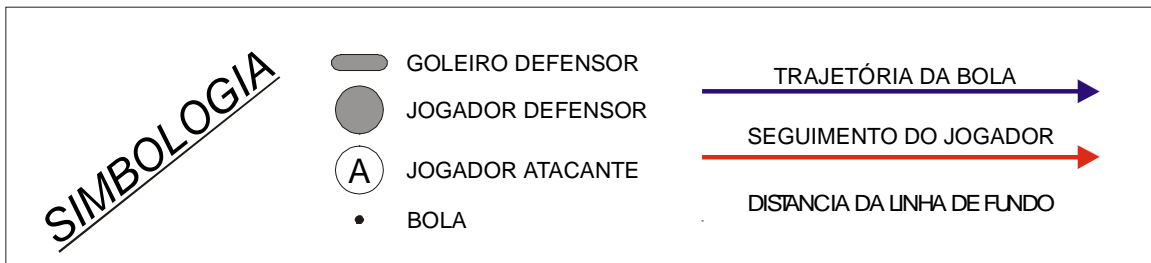 SIMBOLOGIA
GOLEIRO DEFENSOR
JOGADOR DEFENSOR
A JOGADOR ATACANTE
BOLA
TRAJETÓRIA DA BOLA
SEGUIMENTO DO JOGADOR
DISTANCIA DA LINHA DE FUNDO